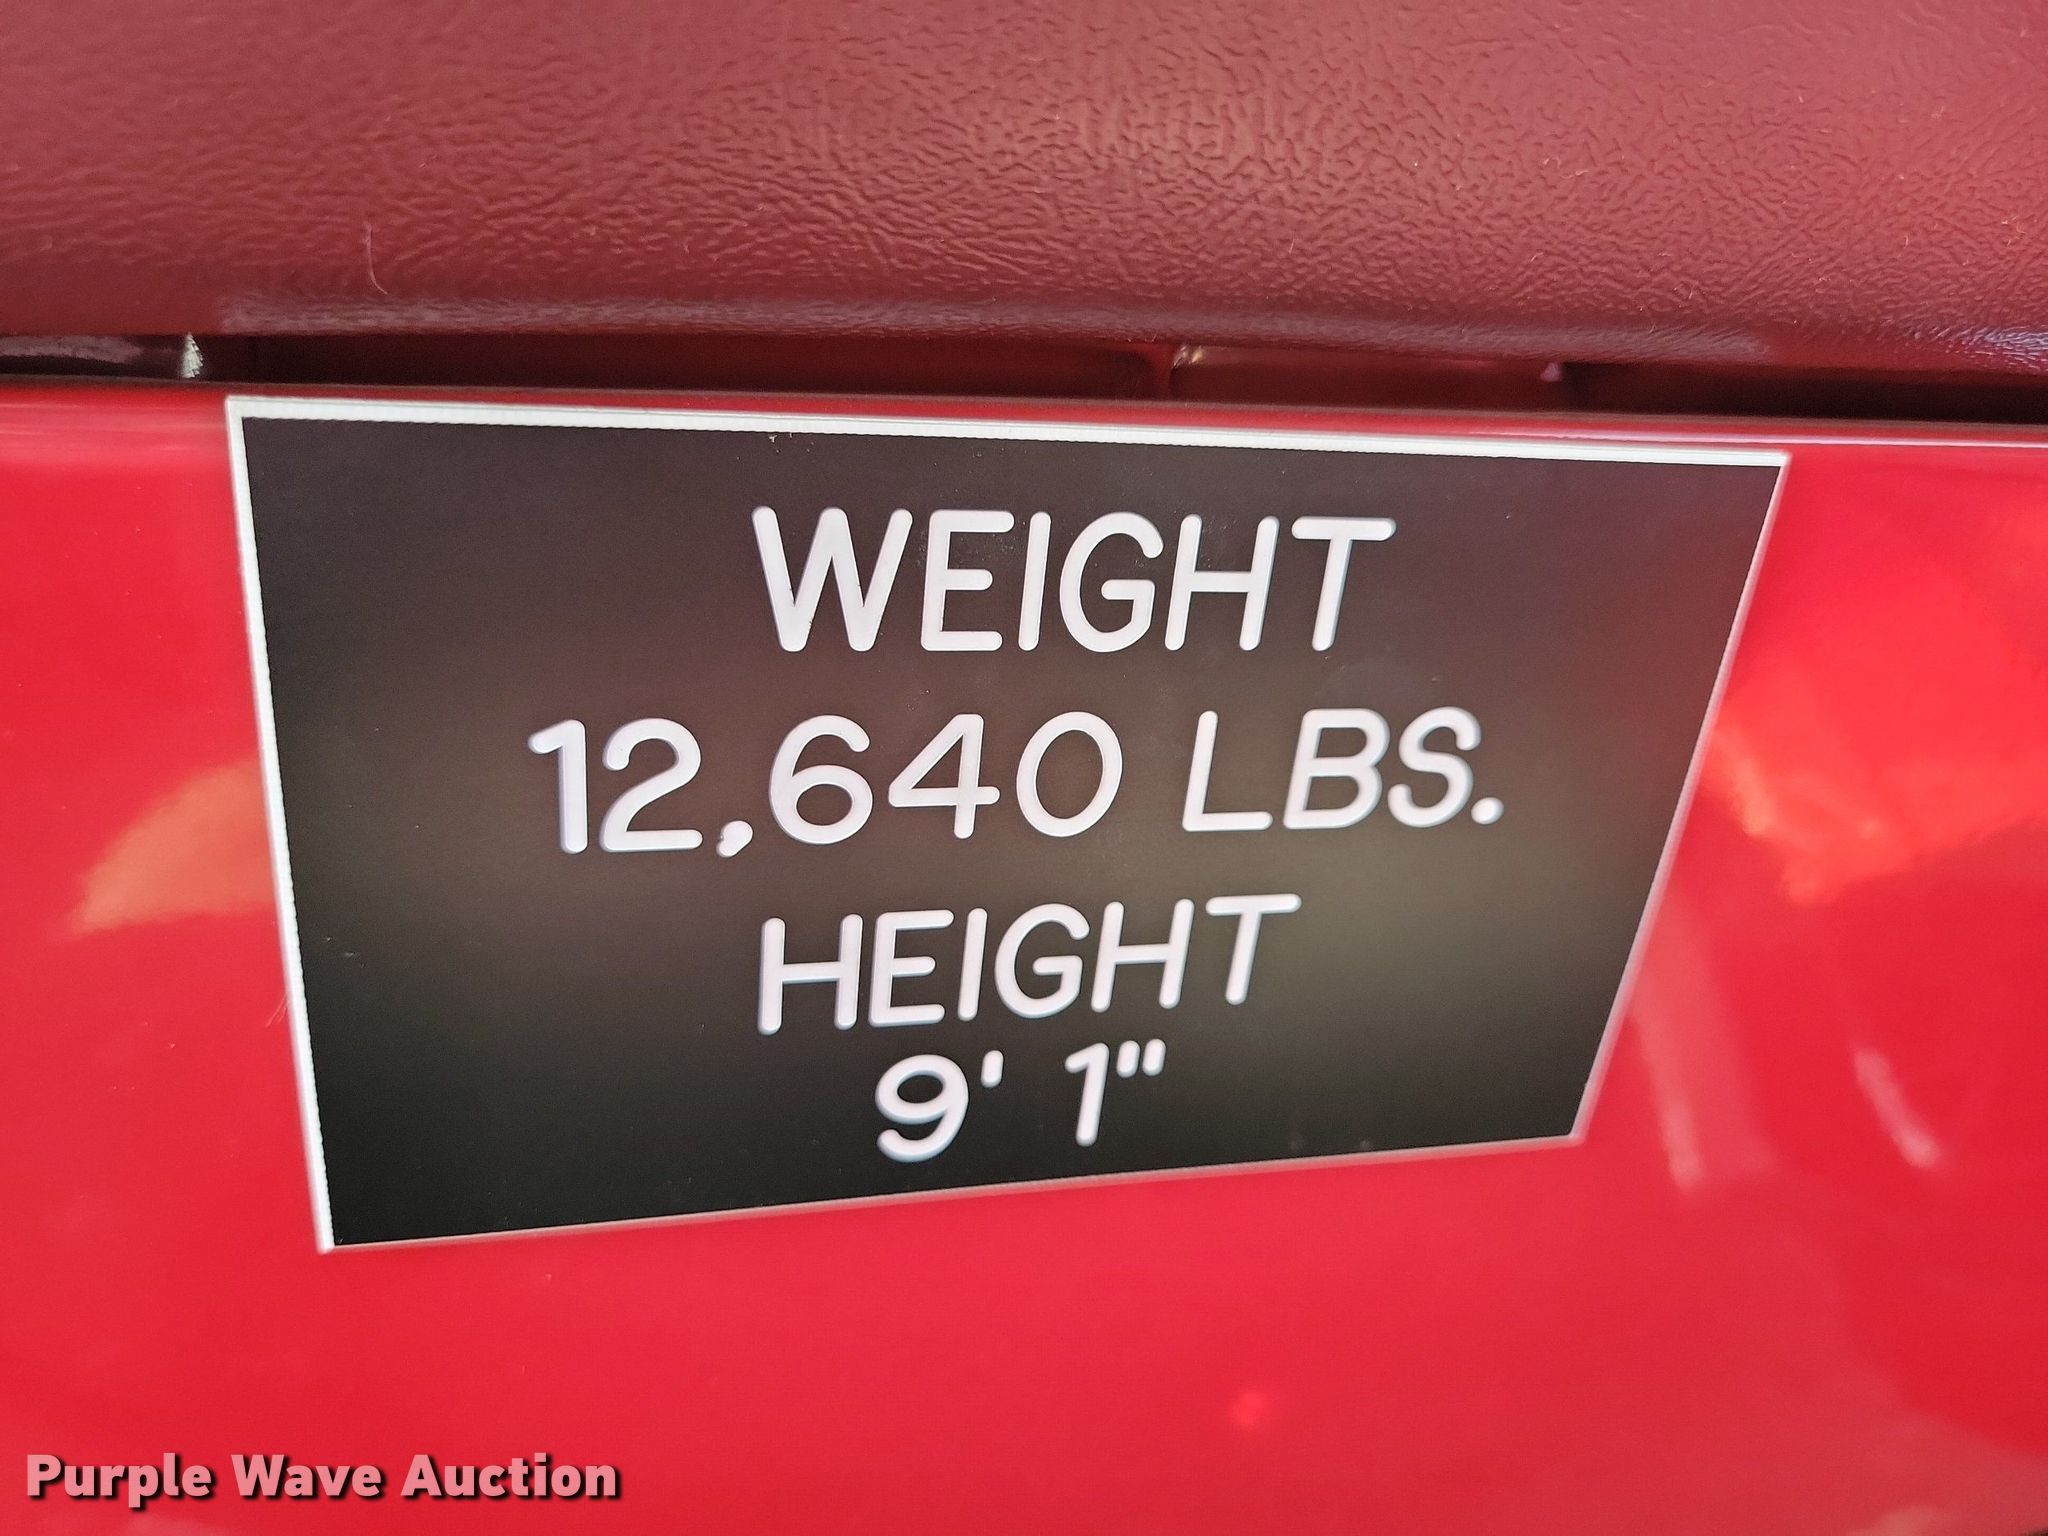 WEIGHT
12,640 LBS.
HEIGHT
9' 1"
Purple Wave Auction